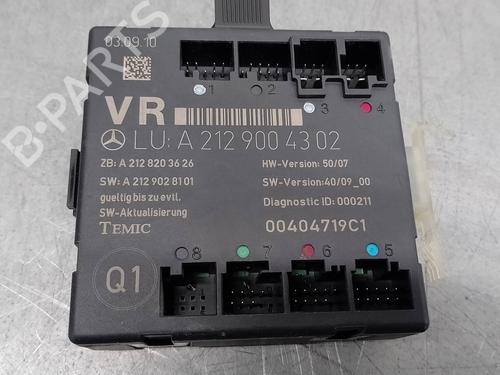 03.09.10
1
2
3
4
VR
LU: A 212 900 43 02
ZB: A 212 820 36 26
HW-Version: 50/07
SW: A 212 902 81 01
SW-Version: 40/09_00
gueltig bis zu evtl.
Diagnostic ID: 000211
SW-Aktualisierung
TEMIC
00404719C1
8
7
6
5
Q1
B-PARTS